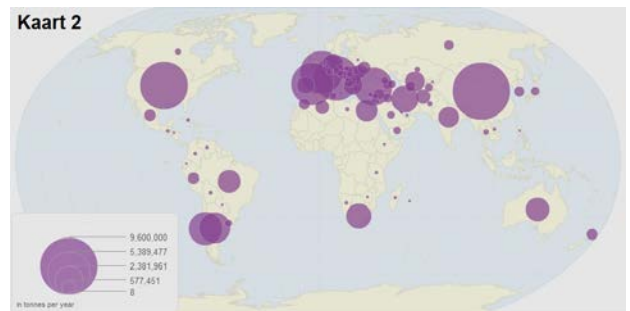 Kaart 2
9,600,000
5,389,477
2,381,961
577,451
8
in tonnes per year